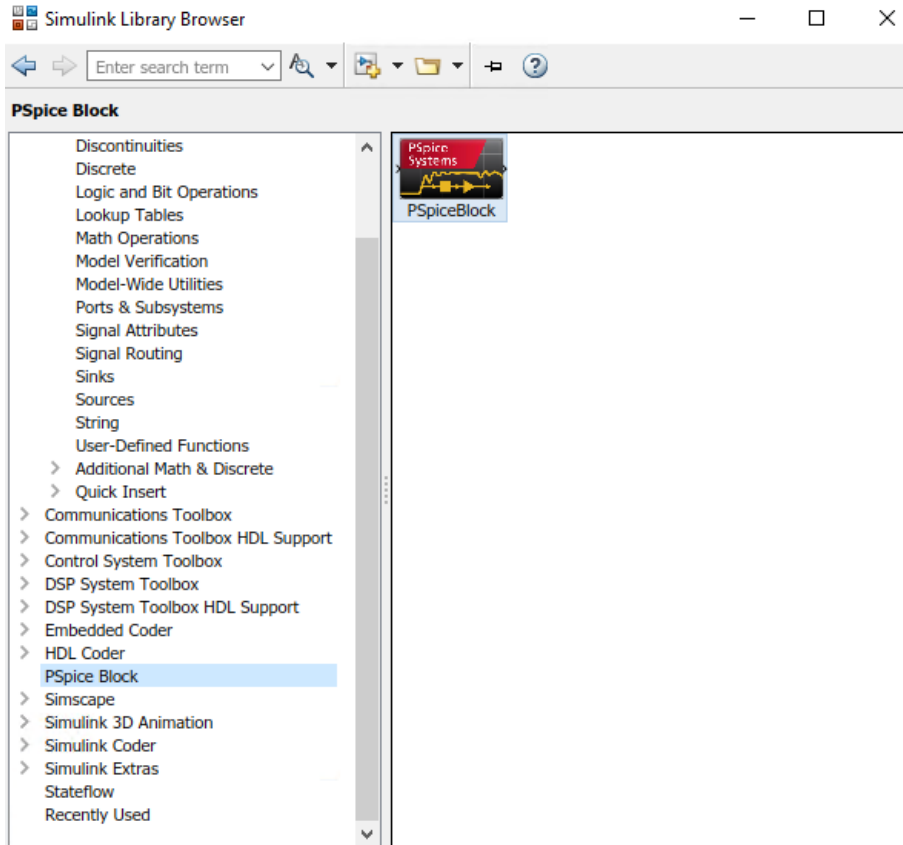 Simulink Library Browser
Enter search term
PSpice Block
Discontinuities
Discrete
Logic and Bit Operations
Lookup Tables
Math Operations
Model Verification
Model-Wide Utilities
Ports & Subsystems
Signal Attributes
Signal Routing
Sinks
Sources
String
User-Defined Functions
Additional Math & Discrete
Quick Insert
Communications Toolbox
Communications Toolbox HDL Support
Control System Toolbox
DSP System Toolbox
DSP System Toolbox HDL Support
Embedded Coder
HDL Coder
PSpice Block
Simscape
Simulink 3D Animation
Simulink Coder
Simulink Extras
Stateflow
Recently Used
PSpice
Systems
PSpiceBlock